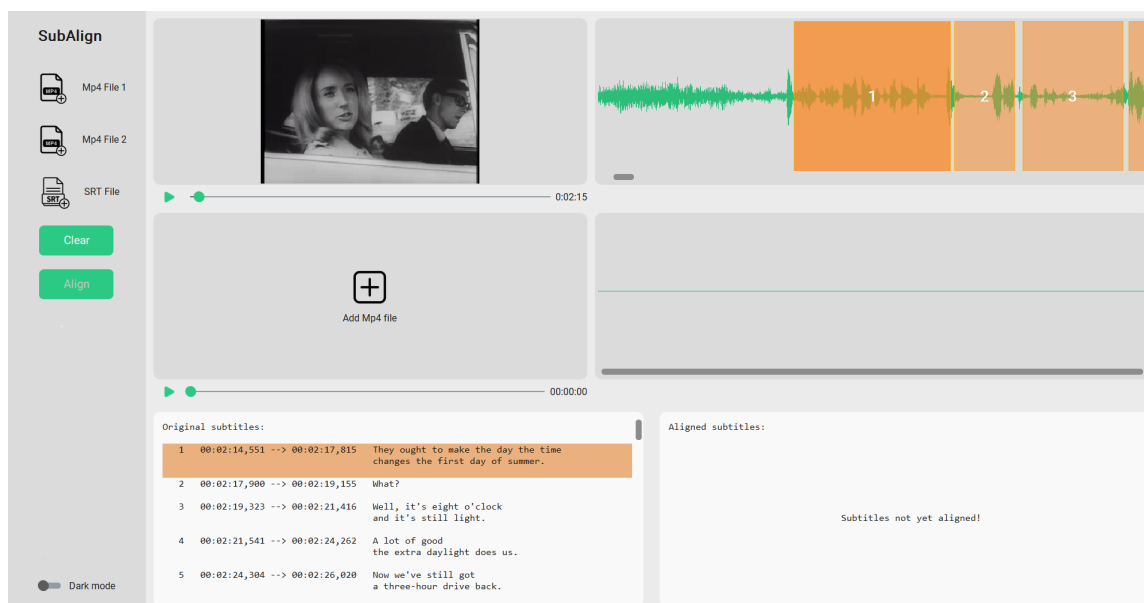 SubAlign
MP4
Mp4 File 1
MP4
Mp4 File 2
SRT
SRT File
Clear
Align
Dark mode
0:02:15
1
2
3
Add Mp4 file
00:00:00
Original subtitles:
1 00:02:14,551 --> 00:02:17,815 They ought to make the day the time
changes the first day of summer.
2 00:02:17,900 --> 00:02:19,155 What?
3 00:02:19,323 --> 00:02:21,416 Well, it's eight o'clock
and it's still light.
4 00:02:21,541 --> 00:02:24,262 A lot of good
the extra daylight does us.
5 00:02:24,304 --> 00:02:26,020 Now we've still got
a three-hour drive back.
Aligned subtitles:
Subtitles not yet aligned!